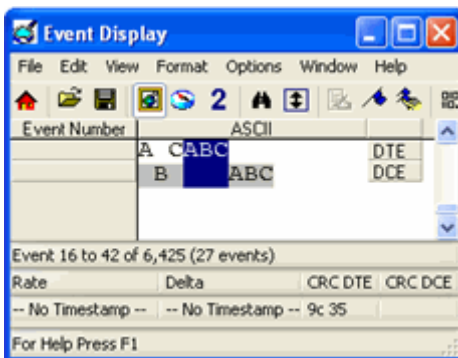 Event Display
File Edit View Format Options Window Help
2
Event Number ASCII
A CABC DTE
B ABC DCE
Event 16 to 42 of 6,425 (27 events)
Rate Delta CRC DTE CRC DCE
-- No Timestamp -- -- No Timestamp -- 9c 35
For Help Press F1